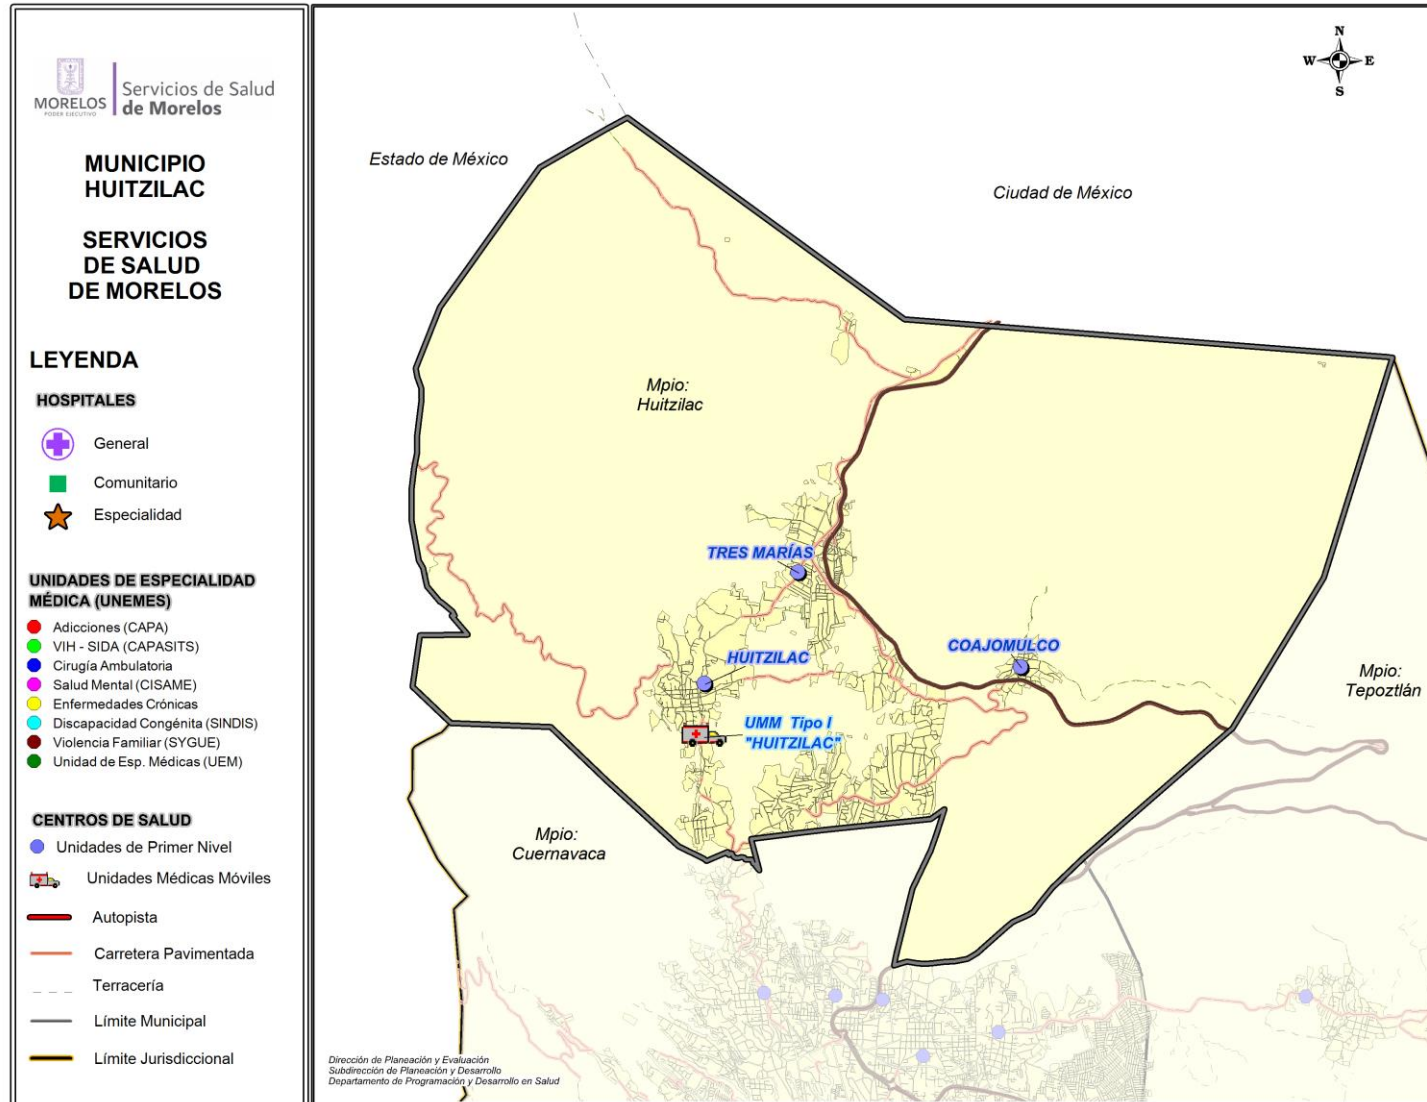 MORELOS
PODER EJECUTIVO
Servicios de Salud
de Morelos
MUNICIPIO
HUITZILAC
SERVICIOS
DE SALUD
DE MORELOS
LEYENDA
HOSPITALES
General
Comunitario
Especialidad
UNIDADES DE ESPECIALIDAD
MÉDICA (UNEMES)
Adicciones (CAPA)
VIH - SIDA (CAPASITS)
Cirugía Ambulatoria
Salud Mental (CISAME)
Enfermedades Crónicas
Discapacidad Congénita (SINDIS)
Violencia Familiar (SYGUE)
Unidad de Esp. Médicas (UEM)
CENTROS DE SALUD
Unidades de Primer Nivel
Unidades Médicas Móviles
Autopista
Carretera Pavimentada
Terracería
Límite Municipal
Límite Jurisdiccional
N
W
E
S
Estado de México
Ciudad de México
Mpio:
Huitzilac
TRES MARÍAS
HUITZILAC
COAJOMULCO
Mpio:
Tepoztlán
UMM Tipo I
"HUITZILAC"
Mpio:
Cuernavaca
Dirección de Planeación y Evaluación
Subdirección de Planeación y Desarrollo
Departamento de Programación y Desarrollo en Salud